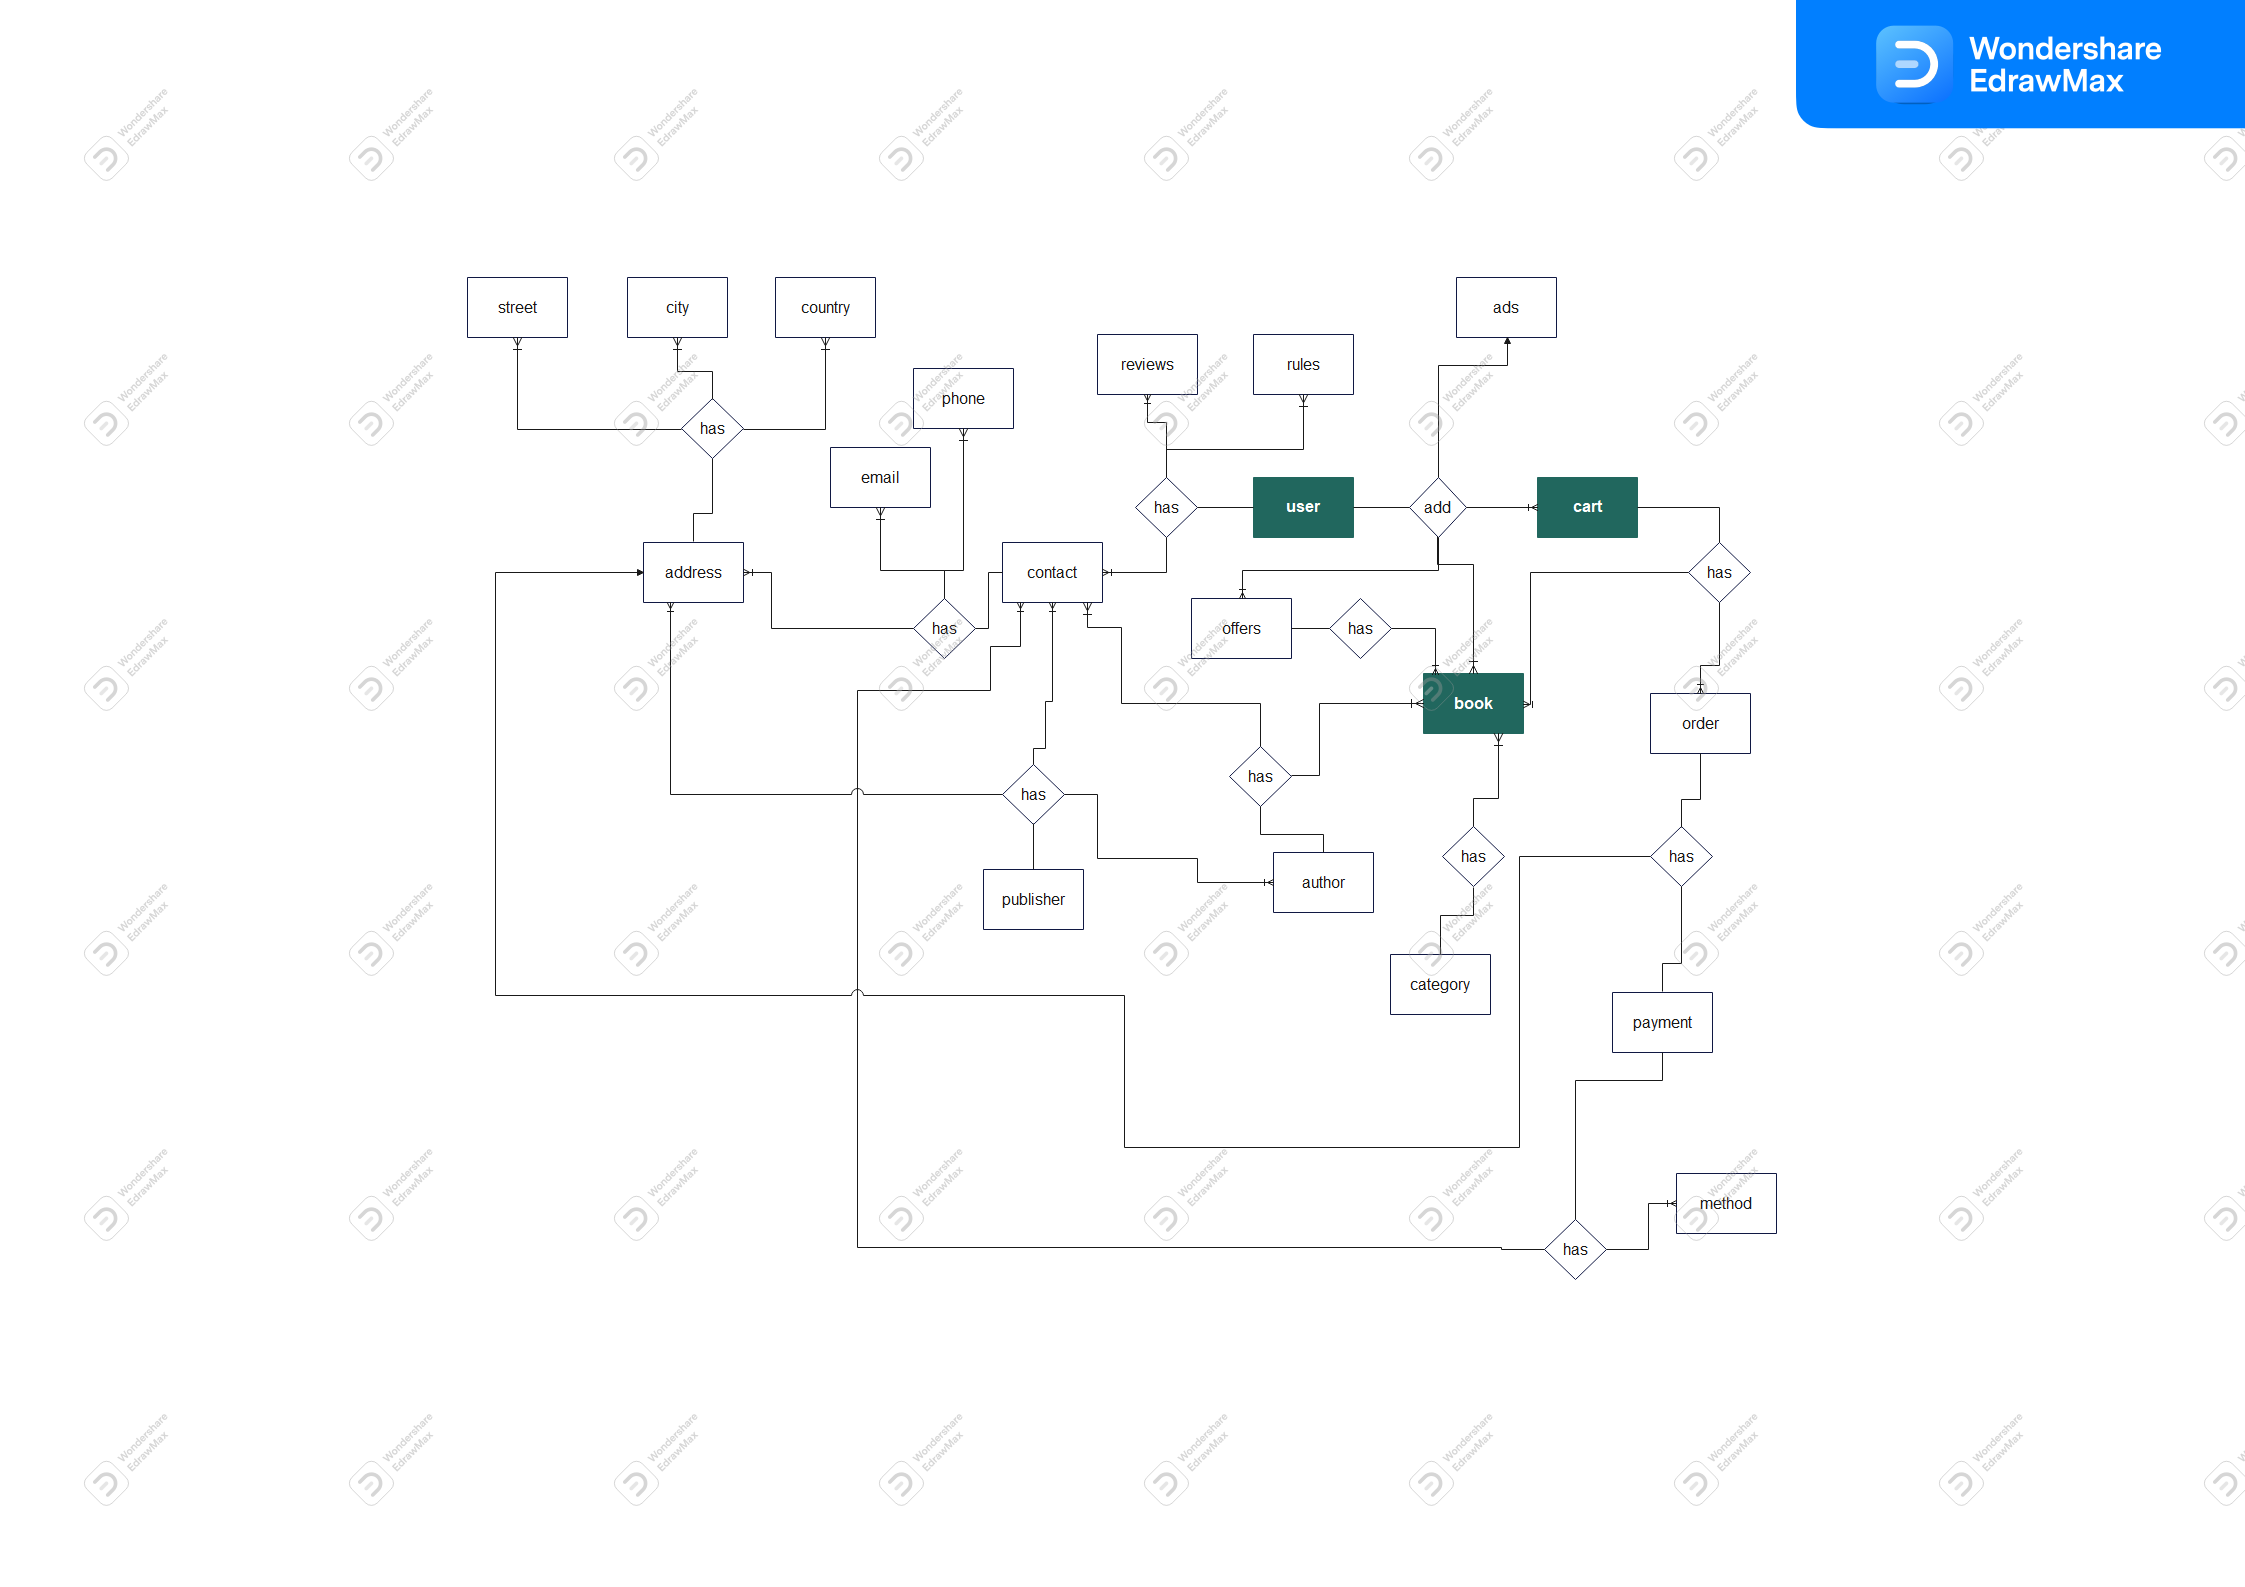 Wondershare
EdrawMax
street
city
country
ads
reviews
rules
phone
has
email
has
user
add
cart
address
contact
has
offers
has
has
book
order
has
has
has
has
publisher
author
category
payment
method
has